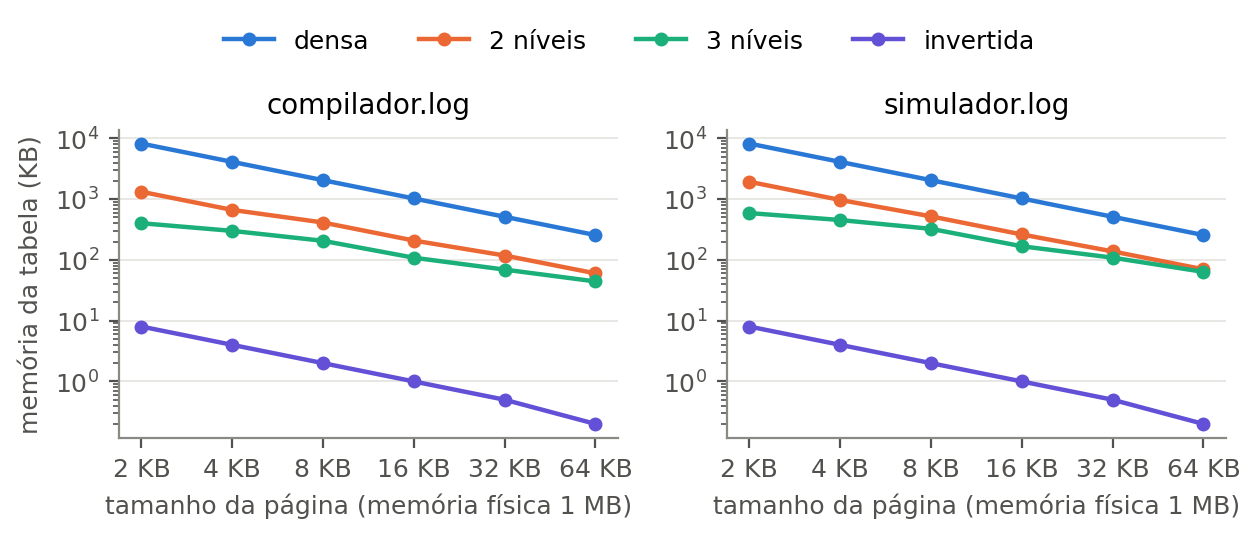 densa 2 níveis 3 níveis invertida
compilador.log
simulador.log
memória da tabela (KB)
10^4
10^3
10^2
10^1
10^0
2 KB 4 KB 8 KB 16 KB 32 KB 64 KB
tamanho da página (memória física 1 MB)
10^4
10^3
10^2
10^1
10^0
2 KB 4 KB 8 KB 16 KB 32 KB 64 KB
tamanho da página (memória física 1 MB)